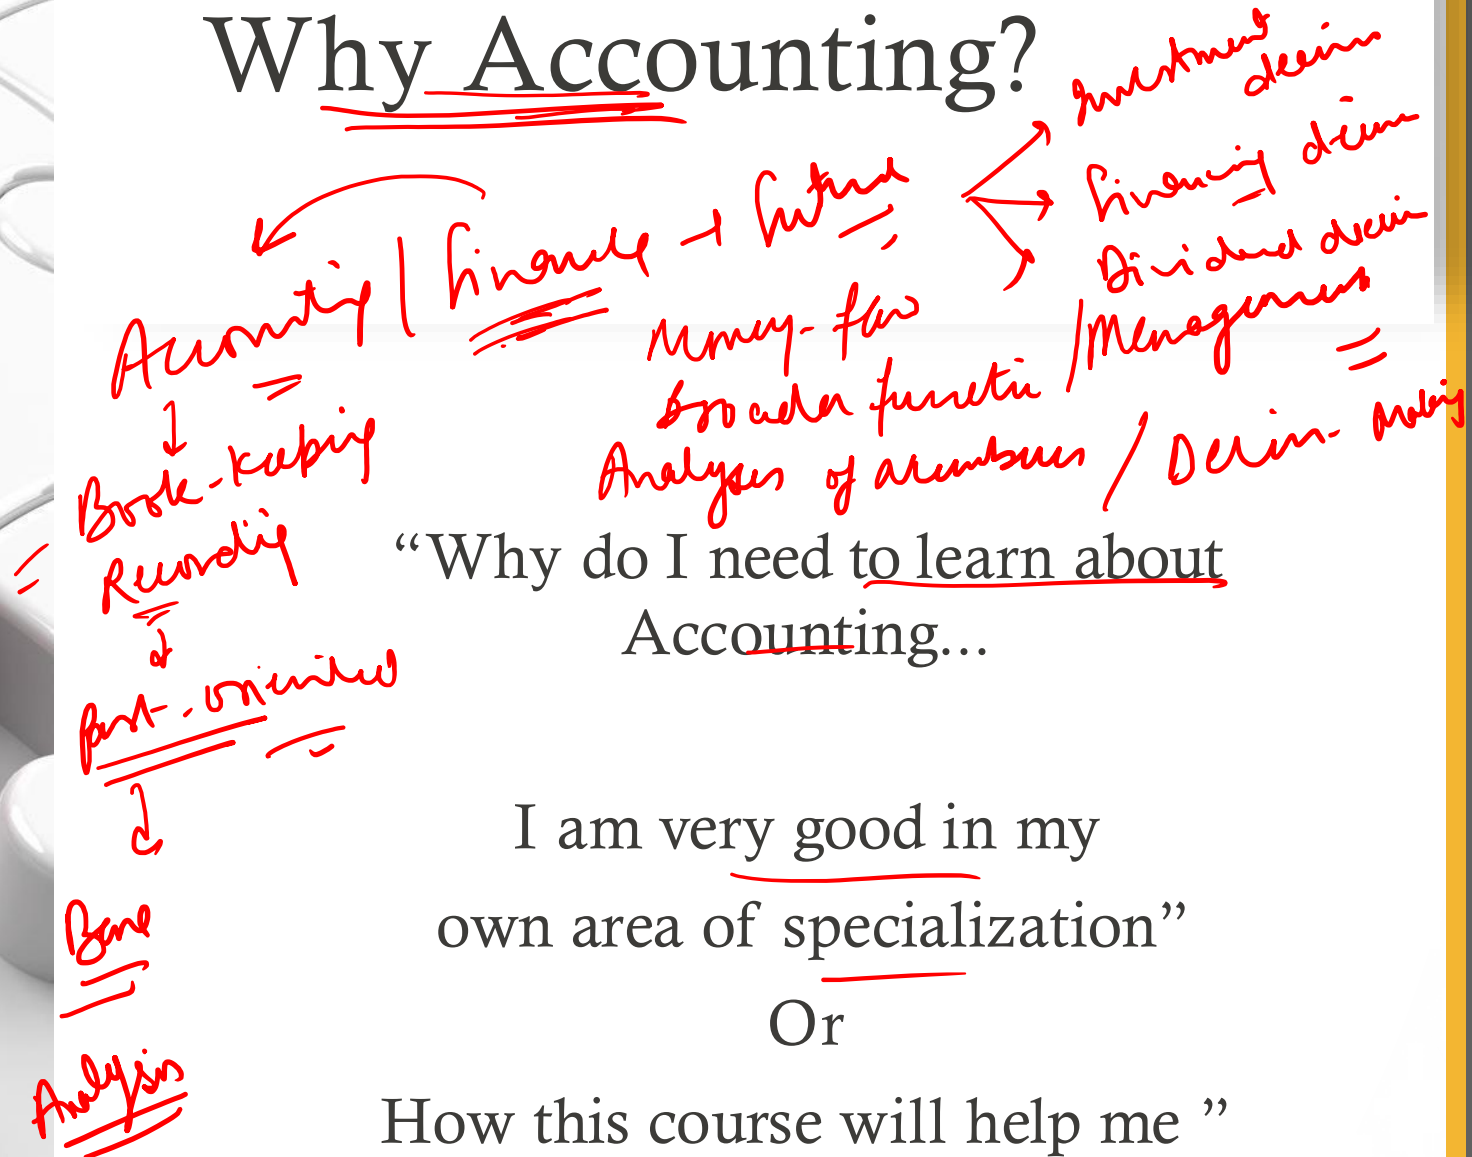 Why Accounting?
Investment decision
Financing decision
Dividend decision
Accounting | Finance → Future
Money-
Broader function / Management
Analyses of / Decision-Making
Book-keeping
Recording
Past-oriented
Base
Analysis
“Why do I need to learn about
Accounting...
I am very good in my
own area of specialization”
Or
How this course will help me ”